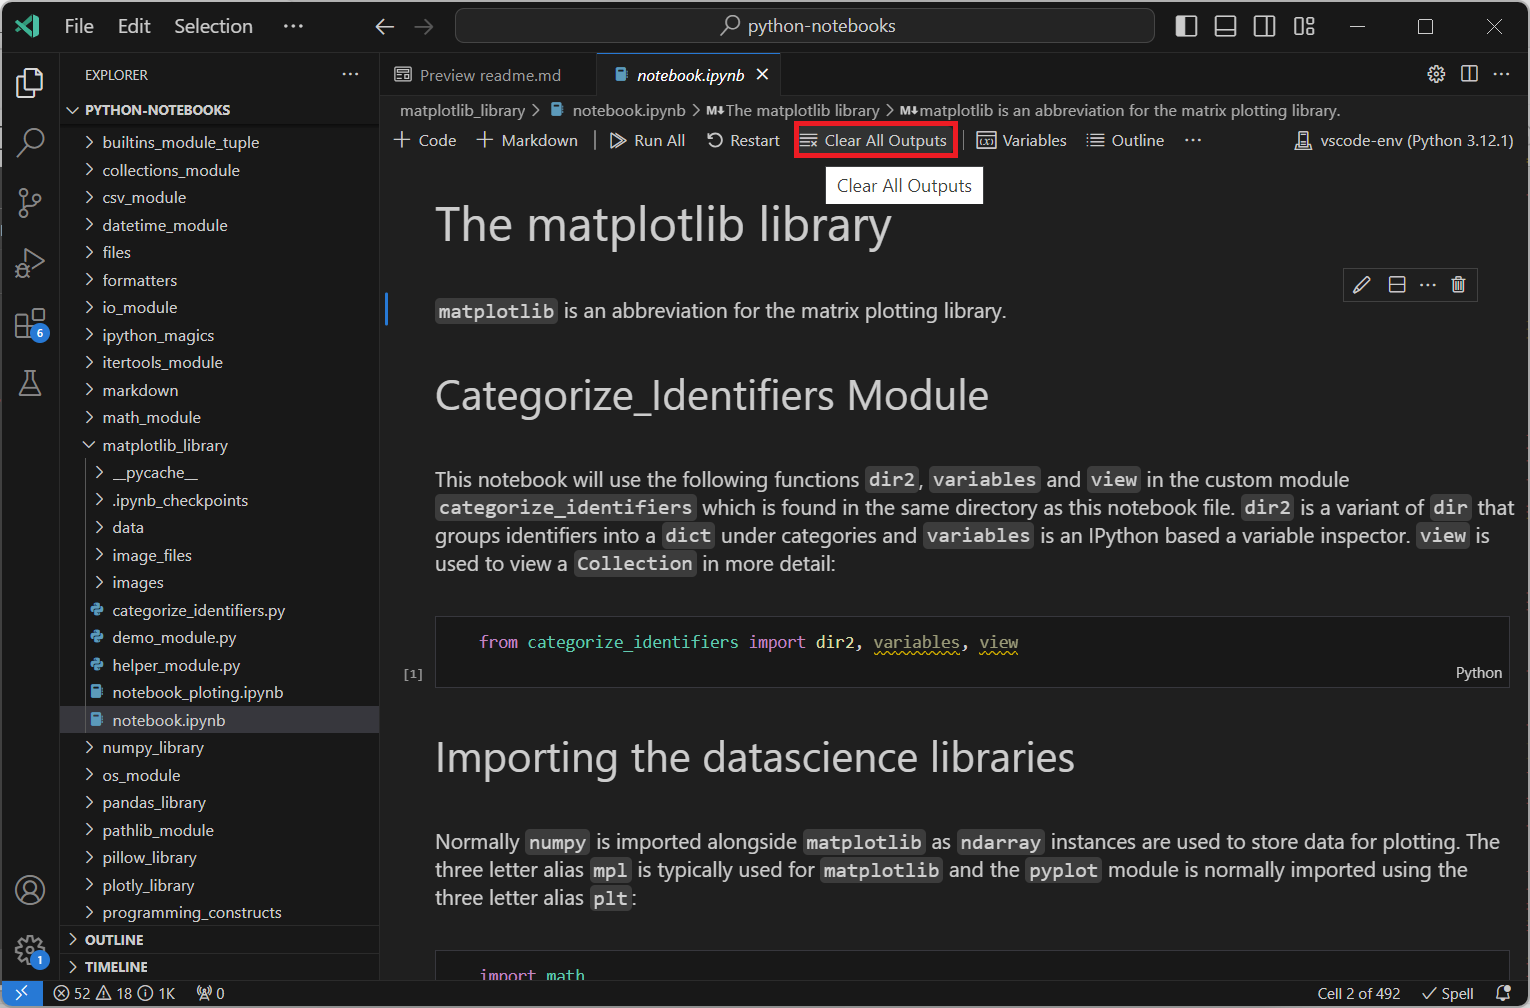 File Edit Selection ··· python-notebooks
EXPLORER ··· Preview readme.md notebook.ipynb
PYTHON-NOTEBOOKS
matplotlib_library > notebook.ipynb > M↓The matplotlib library > M↓matplotlib is an abbreviation for the matrix plotting library.
+ Code + Markdown Run All Restart Clear All Outputs Variables Outline ··· vscode-env (Python 3.12.1)
Clear All Outputs
builtins_module_tuple
collections_module
csv_module
datetime_module
files
formatters
io_module
ipython_magics
itertools_module
markdown
math_module
matplotlib_library
__pycache__
.ipynb_checkpoints
data
image_files
images
categorize_identifiers.py
demo_module.py
helper_module.py
notebook_ploting.ipynb
notebook.ipynb
numpy_library
os_module
pandas_library
pathlib_module
pillow_library
plotly_library
programming_constructs
OUTLINE
TIMELINE
6
1
The matplotlib library
matplotlib is an abbreviation for the matrix plotting library.
Categorize_Identifiers Module
This notebook will use the following functions dir2, variables and view in the custom module
categorize_identifiers which is found in the same directory as this notebook file. dir2 is a variant of dir that
groups identifiers into a dict under categories and variables is an IPython based a variable inspector. view is
used to view a Collection in more detail:
from categorize_identifiers import dir2, variables, view
[1]
Python
Importing the datascience libraries
Normally numpy is imported alongside matplotlib as ndarray instances are used to store data for plotting. The
three letter alias mpl is typically used for matplotlib and the pyplot module is normally imported using the
three letter alias plt:
import math
52 18 1K 0 Cell 2 of 492 Spell